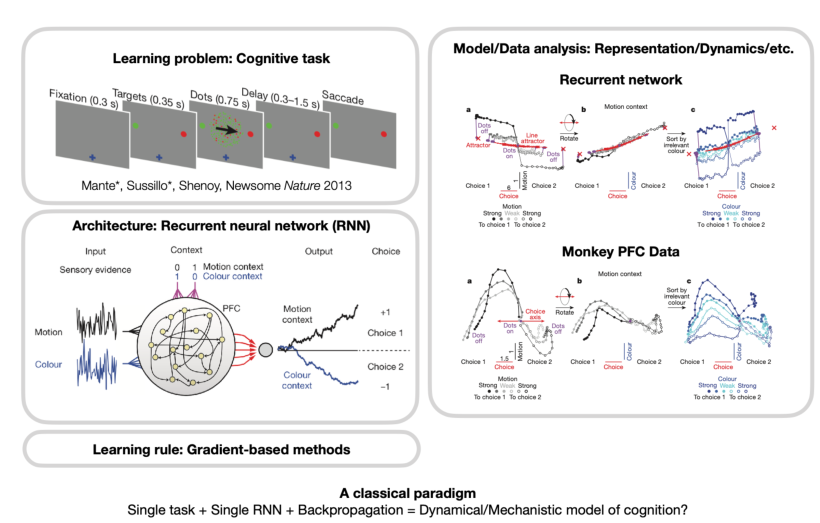 Learning problem: Cognitive task
Fixation (0.3 s)
Targets (0.35 s)
Dots (0.75 s)
Delay (0.3–1.5 s)
Saccade
Mante*, Sussillo*, Shenoy, Newsome Nature 2013
Architecture: Recurrent neural network (RNN)
Input
Context
Output
Choice
Sensory evidence
0 1 Motion context
1 0 Colour context
PFC
Motion
Colour
Motion
context
Colour
context
+1
Choice 1
Choice 2
−1
Learning rule: Gradient-based methods
Model/Data analysis: Representation/Dynamics/etc.
Recurrent network
a
b
Motion context
c
Dots
off
Attractor
Line
attractor
Dots
on
Dots
off
Rotate
Sort by
irrelevant
colour
Choice 1
6
1
Motion
Choice 2
Choice
Choice 1
Colour
Choice 2
Choice
Choice 1
Colour
Choice 2
Choice
Motion
Strong Weak Strong
To choice 1 To choice 2
Colour
Strong Weak Strong
To choice 1 To choice 2
Monkey PFC Data
a
b
Motion context
c
Choice
axis
Dots
on
Dots
off
Dots
off
Rotate
Sort by
irrelevant
colour
Choice 1
1.5
1
Motion
Choice 2
Choice
Choice 1
Colour
Choice 2
Choice
Choice 1
Colour
Choice 2
Choice
Motion
Strong Weak Strong
To choice 1 To choice 2
Colour
Strong Weak Strong
To choice 1 To choice 2
A classical paradigm
Single task + Single RNN + Backpropagation = Dynamical/Mechanistic model of cognition?